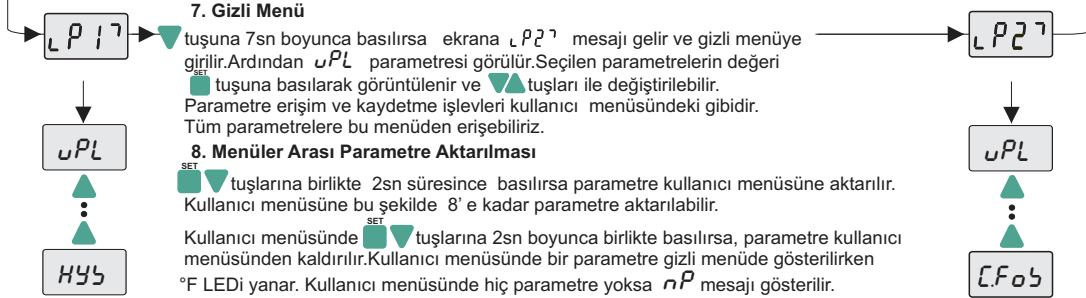 7. Gizli Menü
┌P1┐
tuşuna 7sn boyunca basılırsa ekrana ┌P2┐ mesajı gelir ve gizli menüye
┌P2┐
girilir.Ardından uPL parametresi görülür.Seçilen parametrelerin değeri
SET
tuşuna basılarak görüntülenir ve tuşları ile değiştirilebilir.
Parametre erişim ve kaydetme işlevleri kullanıcı menüsündeki gibidir.
Tüm parametrelere bu menüden erişebiliriz.
uPL
8. Menüler Arası Parametre Aktarılması
uPL
SET
tuşlarına birlikte 2sn süresince basılırsa parametre kullanıcı menüsüne aktarılır.
Kullanıcı menüsüne bu şekilde 8' e kadar parametre aktarılabilir.
SET
Kullanıcı menüsünde tuşlarına 2sn boyunca birlikte basılırsa, parametre kullanıcı
menüsünden kaldırılır.Kullanıcı menüsünde bir parametre gizli menüde gösterilirken
°F LEDi yanar. Kullanıcı menüsünde hiç parametre yoksa nP mesajı gösterilir.
HYS
C.FoS